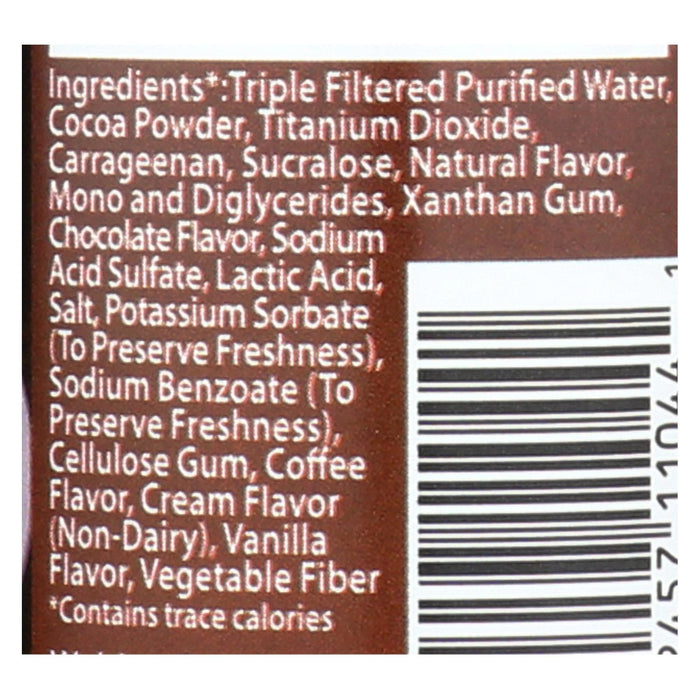 Ingredients*:Triple Filtered Purified Water,
Cocoa Powder, Titanium Dioxide,
Carrageenan, Sucralose, Natural Flavor,
Mono and Diglycerides, Xanthan Gum,
Chocolate Flavor, Sodium
Acid Sulfate, Lactic Acid,
Salt, Potassium Sorbate
(To Preserve Freshness),
Sodium Benzoate (To
Preserve Freshness),
Cellulose Gum, Coffee
Flavor, Cream Flavor
(Non-Dairy), Vanilla
Flavor, Vegetable Fiber
*Contains trace calories